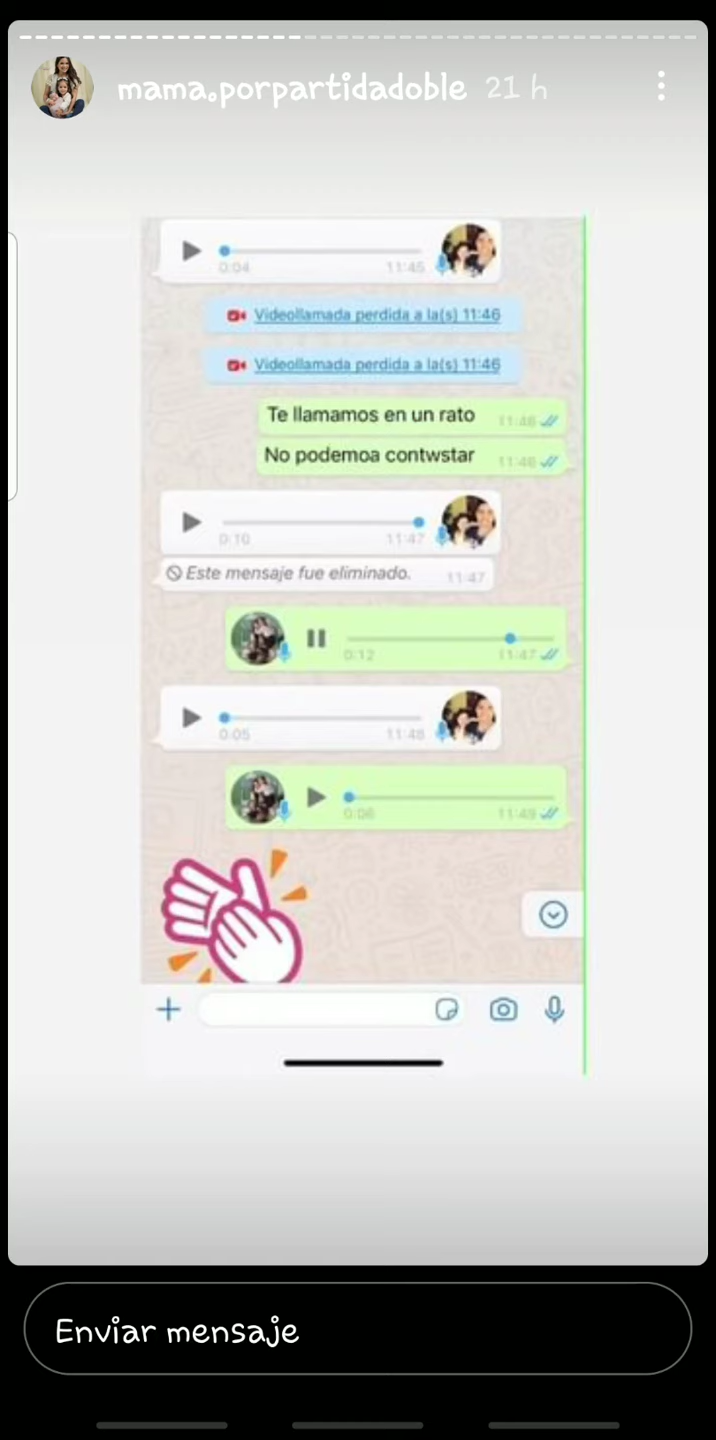 mama.porpartidadoble 21 h
0:04 11:45
Videollamada perdida a la(s) 11:46
Videollamada perdida a la(s) 11:46
Te llamamos en un rato 11:46
No podemoa contwstar 11:46
0:10 11:47
Este mensaje fue eliminado. 11:47
0:12 11:47
0:05 11:48
0:06 11:49
Enviar mensaje